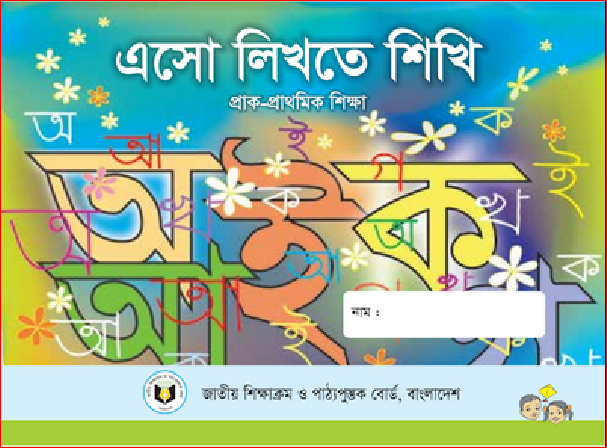 এসো লিখতে শিখি
প্রাক-প্রাথমিক শিক্ষা
অ
আ
ই
ক
গ
ক
ই
অ
ই
ক
অ
খ
ক
অ
খ
আ
আ
আ
খ
ক
আ
ই
নাম :
জাতীয় শিক্ষাক্রম ও পাঠ্যপুস্তক বোর্ড, বাংলাদেশ